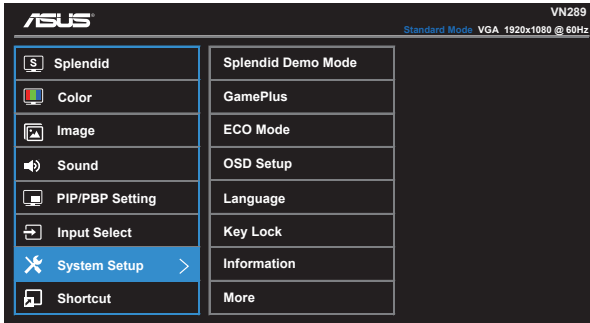 ASUS
VN289
Standard Mode VGA 1920x1080 @ 60Hz
S Splendid
Color
Image
Sound
PIP/PBP Setting
Input Select
System Setup >
Shortcut
Splendid Demo Mode
GamePlus
ECO Mode
OSD Setup
Language
Key Lock
Information
More